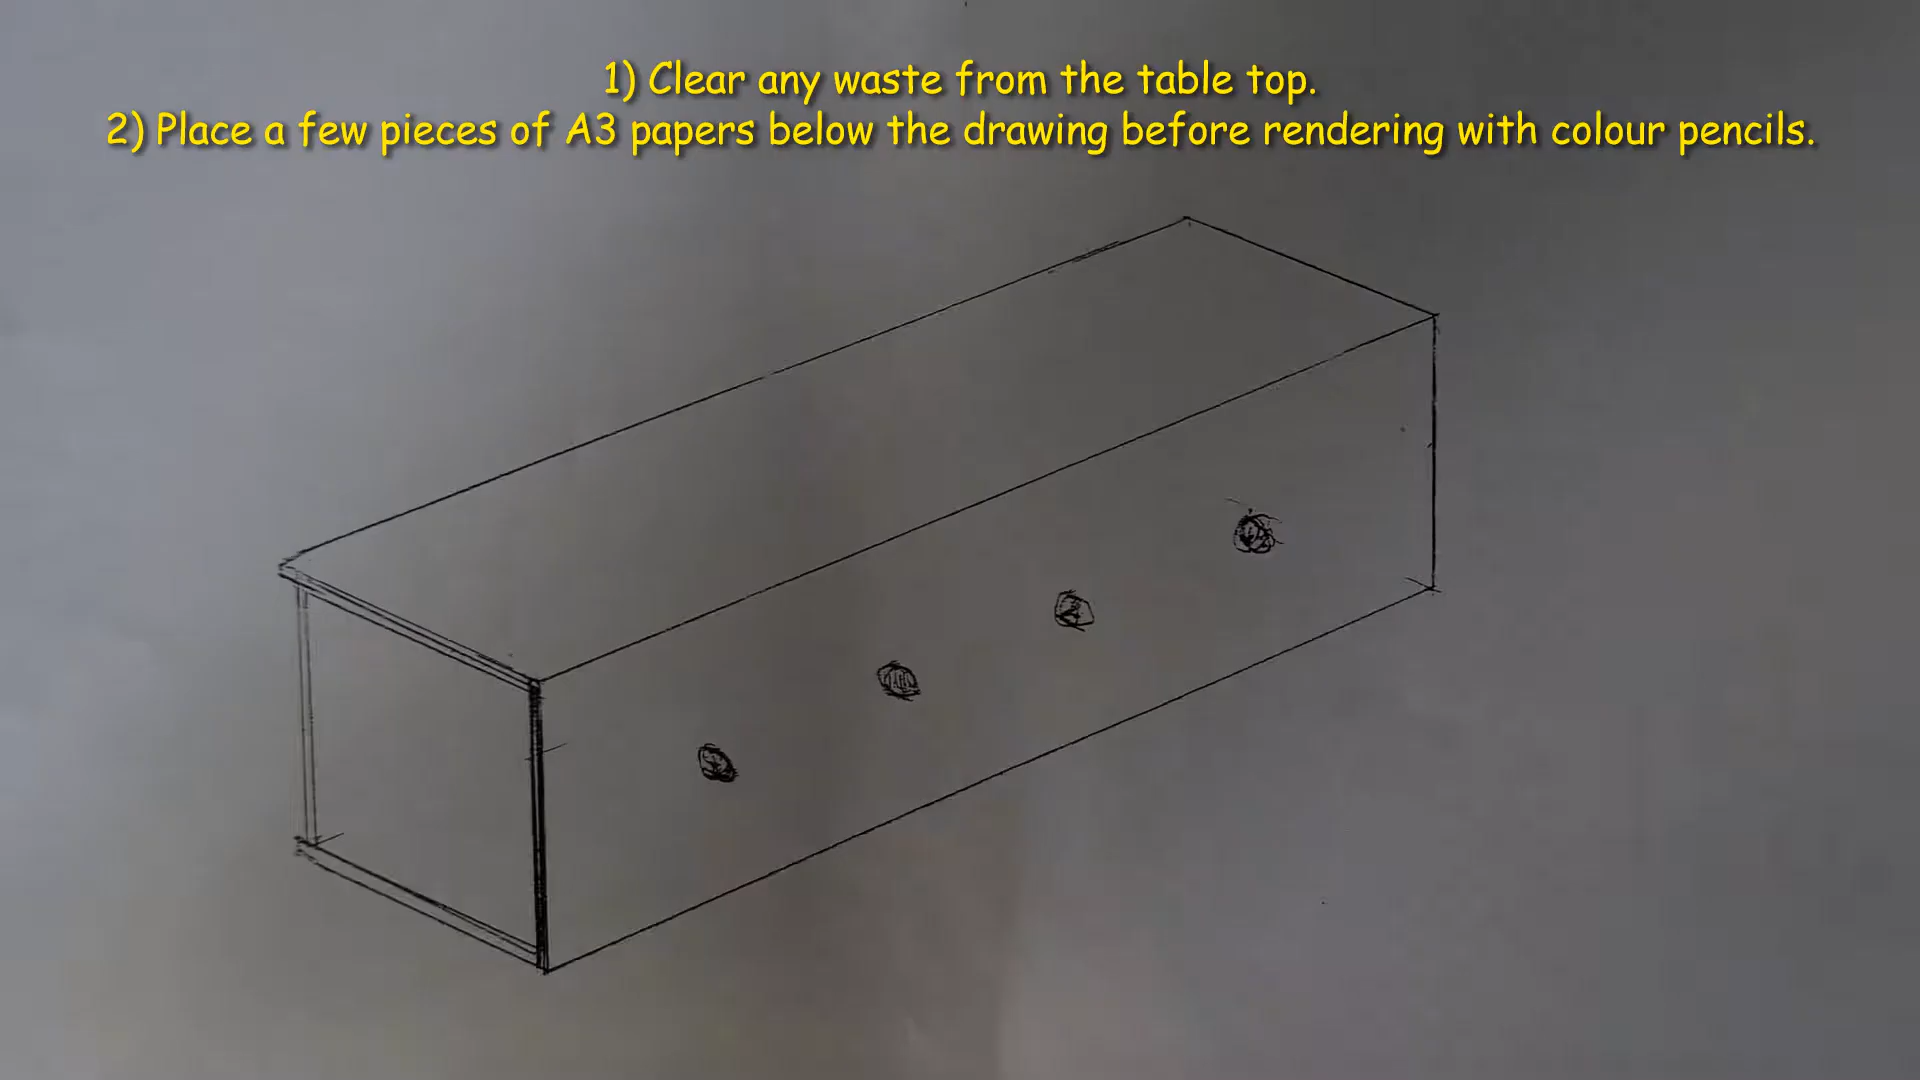 1) Clear any waste from the table top.
2) Place a few pieces of A3 papers below the drawing before rendering with colour pencils.